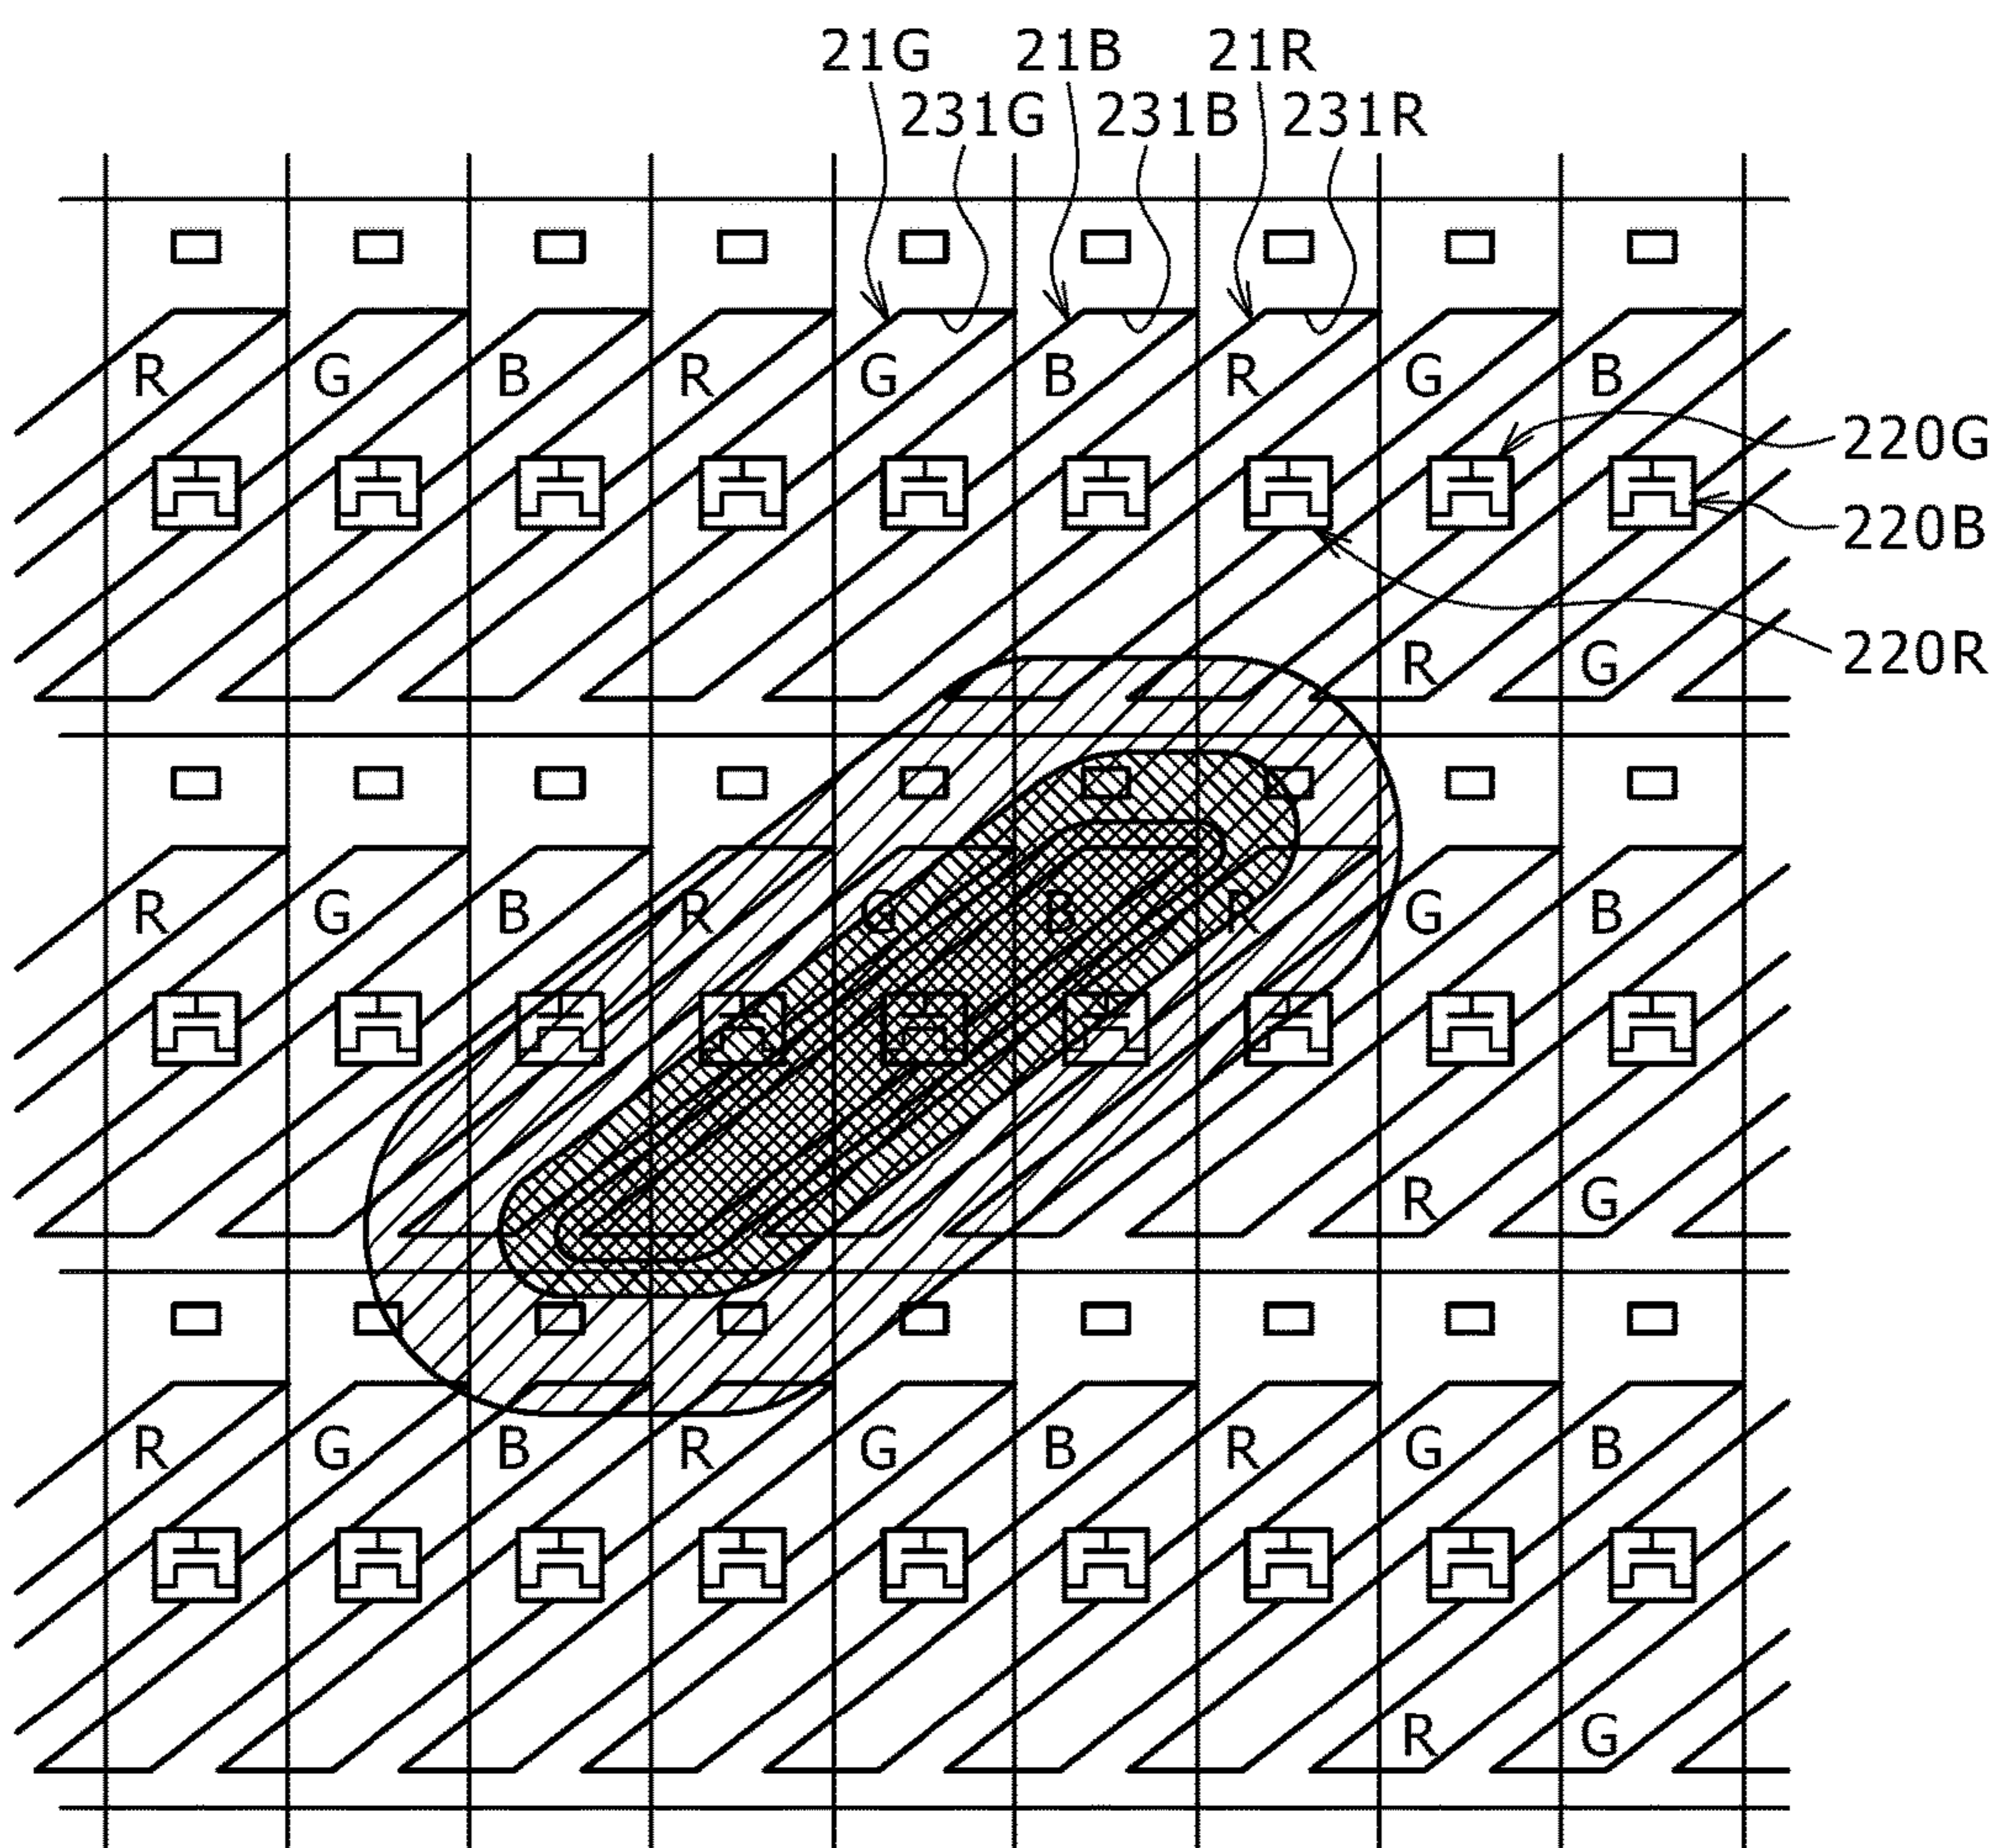 21G 21B 21R
231G 231B 231R
R G B R G B R G B
220G
220B
R G
220R
R G B R G B R G B
R G
R G B R G B R G B
R G